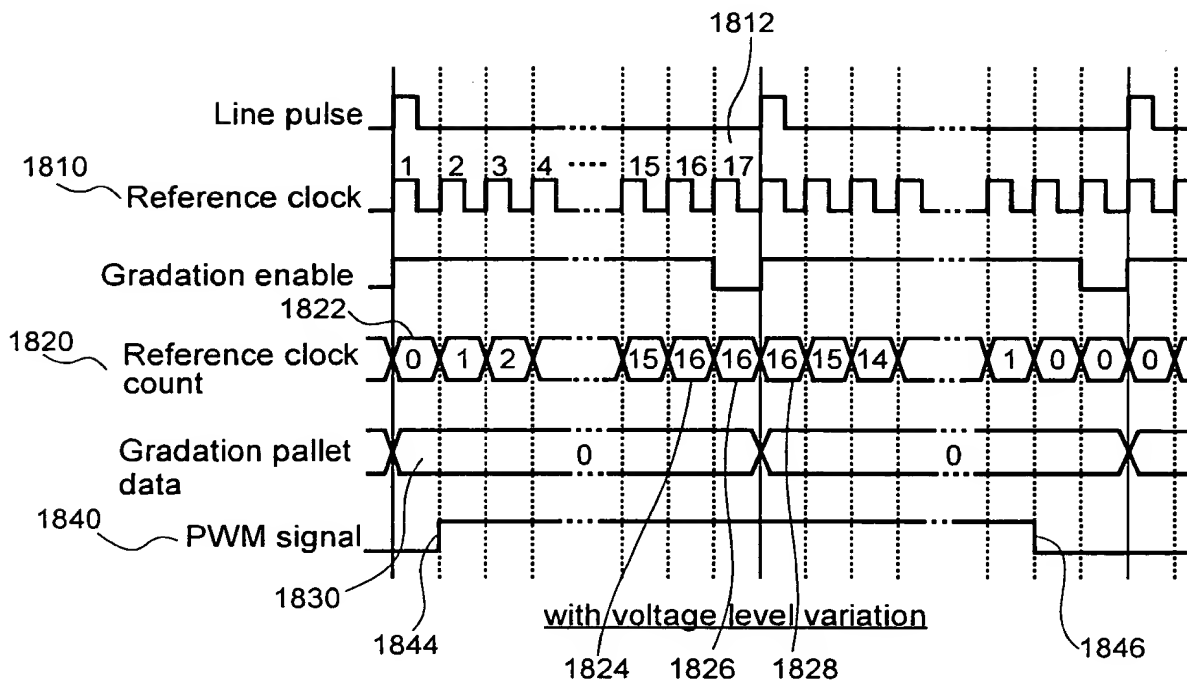 1812
Line pulse
1 2 3 4 15 16 17
1810
Reference clock
Gradation enable
1822
1820
Reference clock count
0 1 2 15 16 16 16 15 14 1 0 0 0
Gradation pallet data
0 0
1840
PWM signal
1830
1844
with voltage level variation
1824 1826 1828
1846